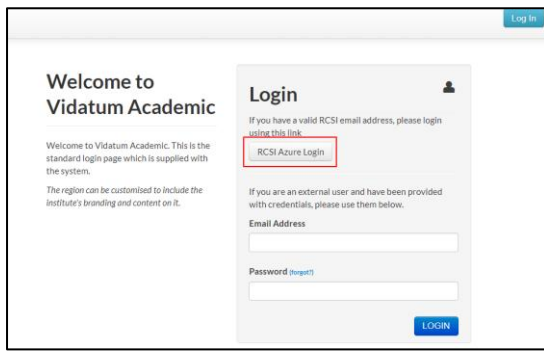 Log In
Welcome to
Vidatum Academic
Welcome to Vidatum Academic. This is the
standard login page which is supplied with
the system.
The region can be customised to include the
institute's branding and content on it.
Login
If you have a valid RCSI email address, please login
using this link
RCSI Azure Login
If you are an external user and have been provided
with credentials, please use them below.
Email Address
Password (forgot?)
LOGIN